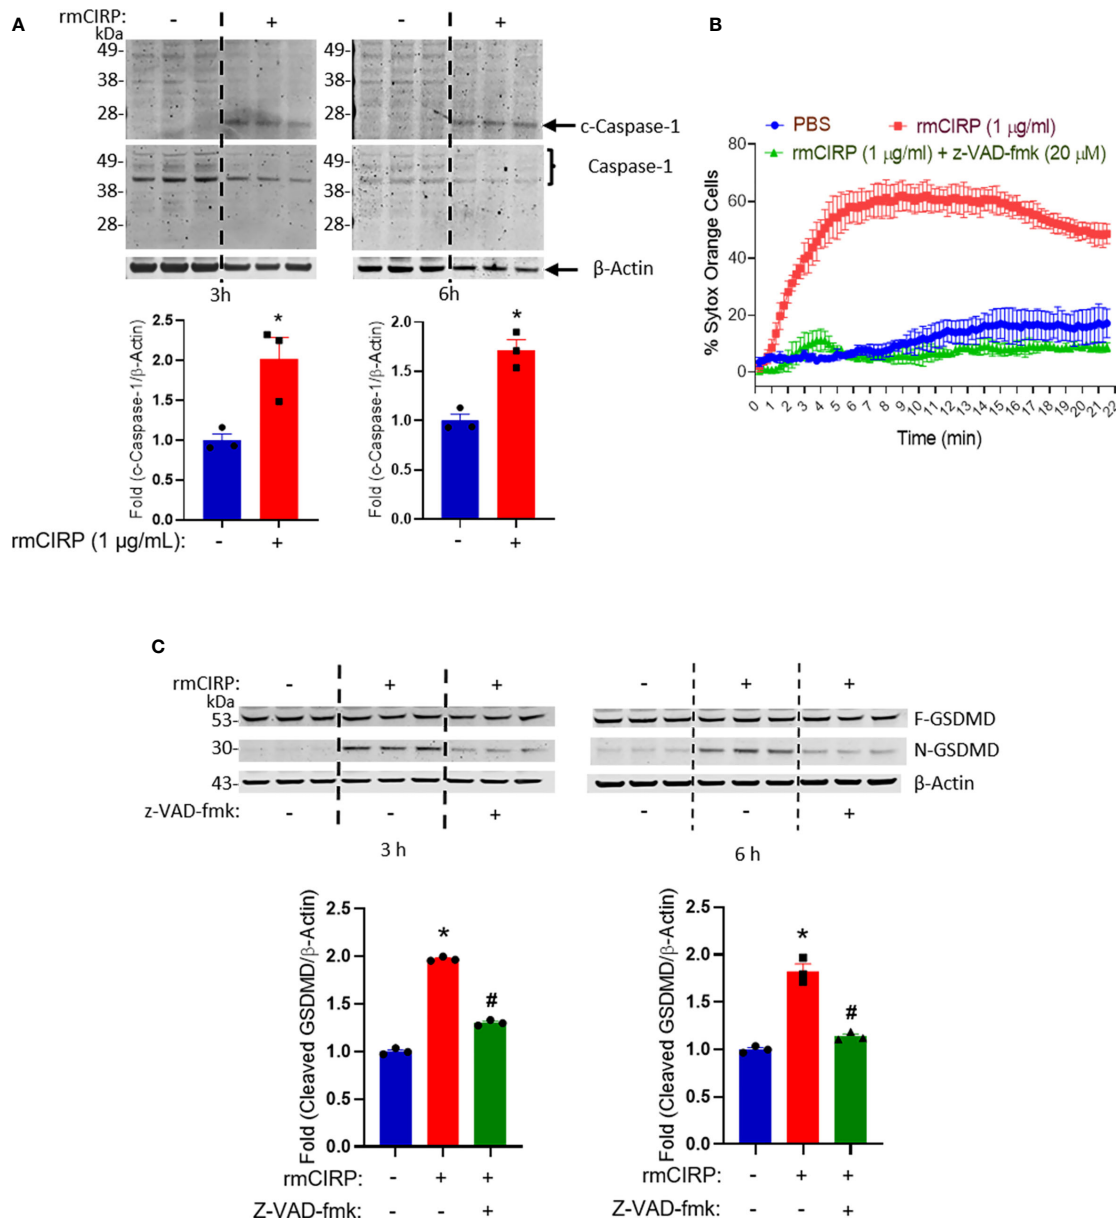 A
rmCIRP: - + - +
kDa
49- 49-
38- 38-
28- 28-
c-Caspase-1
49- 49-
Caspase-1
38- 38-
28- 28-
β-Actin
3h 6h
Fold (c-Caspase-1/β-Actin)
2.5
2.0
1.5
1.0
0.5
0.0
*
Fold (c-Caspase-1/β-Actin)
2.0
1.5
1.0
0.5
0.0
*
rmCIRP (1 μg/mL): - + - +
B
PBS rmCIRP (1 μg/ml)
rmCIRP (1 μg/ml) + z-VAD-fmk (20 μM)
% Sytox Orange Cells
80
60
40
20
0
0 1 2 3 4 5 6 7 8 9 10 11 12 13 14 15 16 17 18 19 20 21 22
Time (min)
C
rmCIRP: - + + - + +
kDa
53- F-GSDMD
30- N-GSDMD
43- β-Actin
z-VAD-fmk: - - + - - +
3 h 6 h
Fold (Cleaved GSDMD/β-Actin)
2.5
2.0
1.5
1.0
0.5
0.0
*
#
Fold (Cleaved GSDMD/β-Actin)
2.5
2.0
1.5
1.0
0.5
0.0
*
#
rmCIRP: - + + rmCIRP: - + +
Z-VAD-fmk: - - + Z-VAD-fmk: - - +